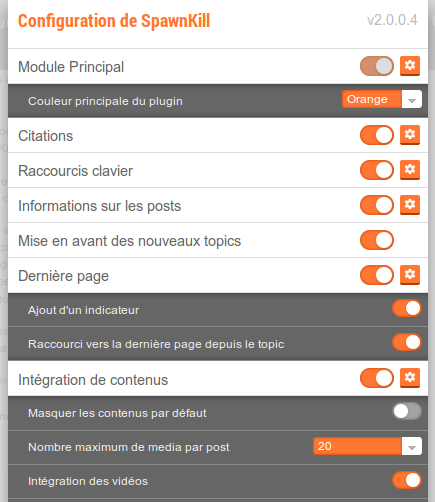 Configuration de SpawnKill
v2.0.0.4
Module Principal
Couleur principale du plugin
Orange
Citations
Raccourcis clavier
Informations sur les posts
Mise en avant des nouveaux topics
Dernière page
Ajout d'un indicateur
Raccourci vers la dernière page depuis le topic
Intégration de contenus
Masquer les contenus par défaut
Nombre maximum de media par post
20
Intégration des vidéos